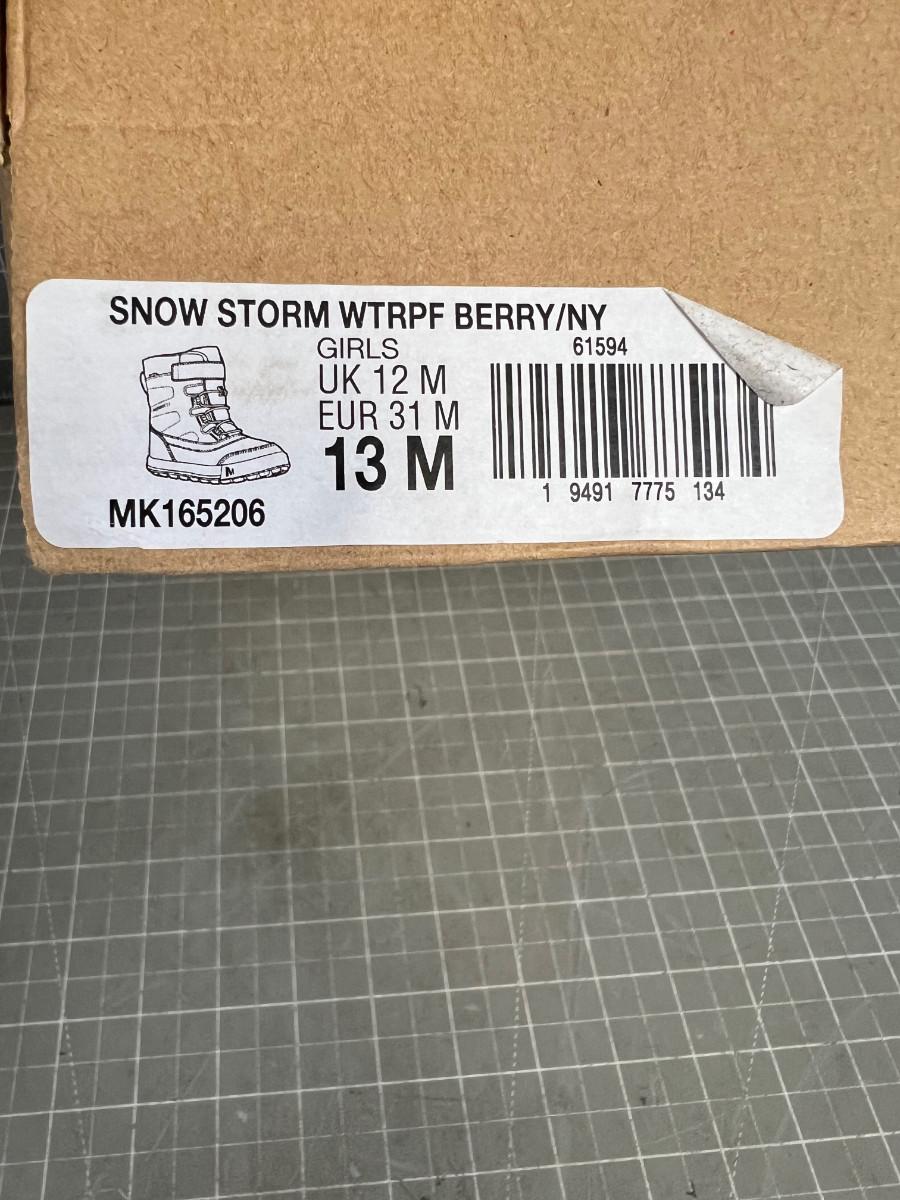 SNOW STORM WTRPF BERRY/NY
GIRLS
UK 12 M
EUR 31 M
13 M
61594
1 9491 7775 134
MK165206